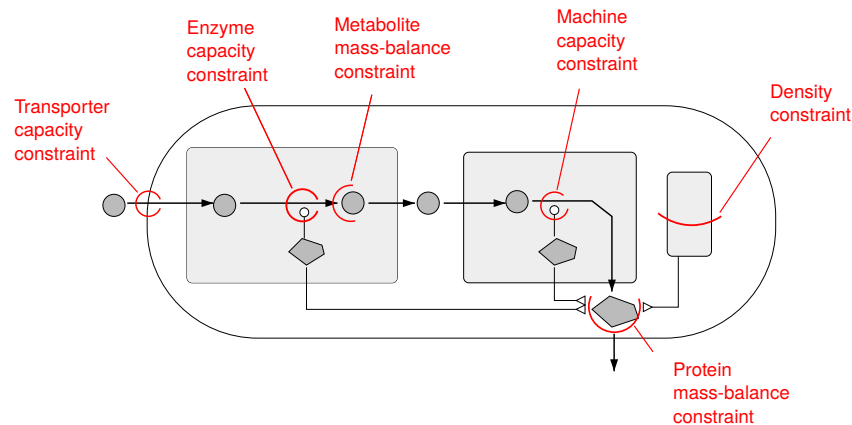 Enzyme
capacity
constraint
Metabolite
mass-balance
constraint
Machine
capacity
constraint
Density
constraint
Transporter
capacity
constraint
Protein
mass-balance
constraint